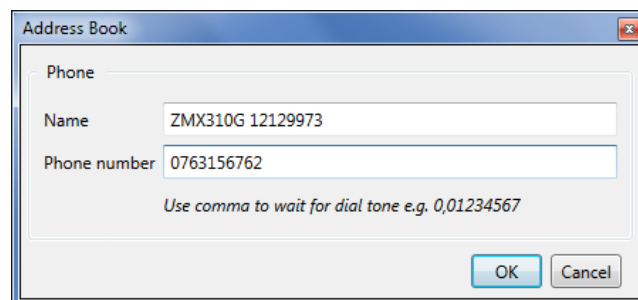 Address Book
Phone
Name ZMX310G 12129973
Phone number 0763156762
Use comma to wait for dial tone e.g. 0,01234567
OK Cancel